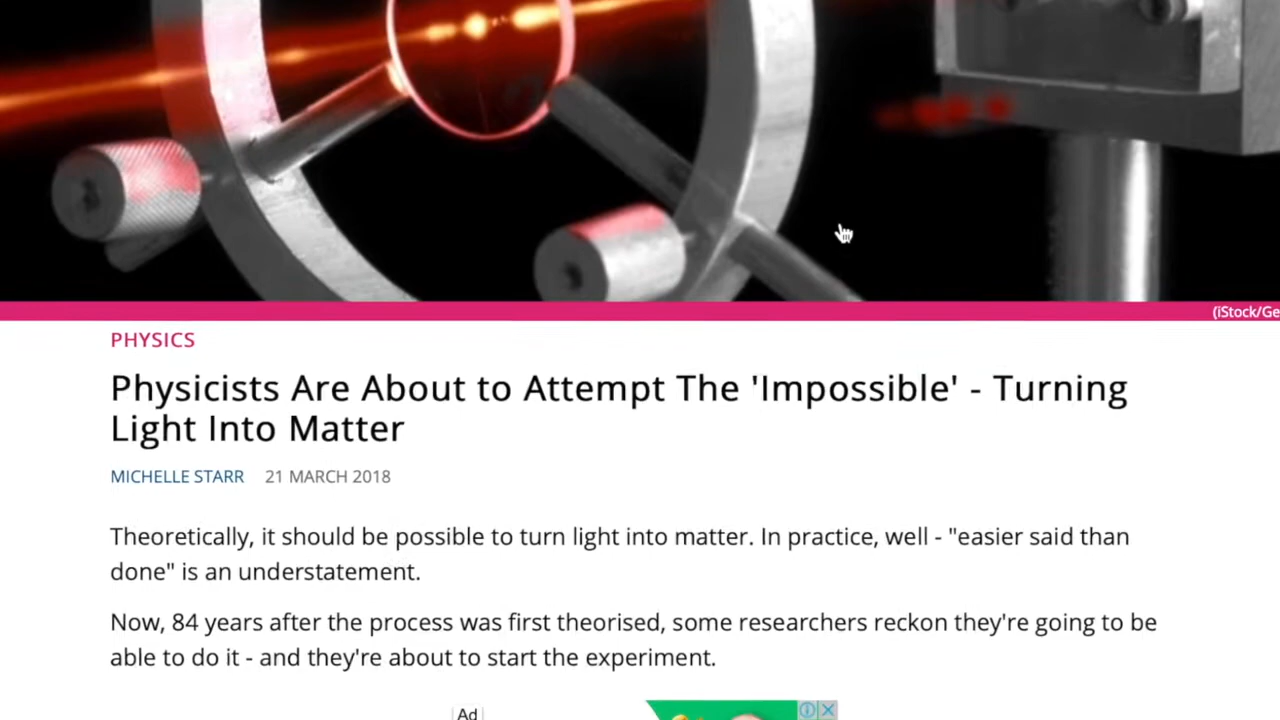 (iStock/Ge
PHYSICS
Physicists Are About to Attempt The 'Impossible' - Turning
Light Into Matter
MICHELLE STARR 21 MARCH 2018
Theoretically, it should be possible to turn light into matter. In practice, well - "easier said than
done" is an understatement.
Now, 84 years after the process was first theorised, some researchers reckon they're going to be
able to do it - and they're about to start the experiment.
Ad